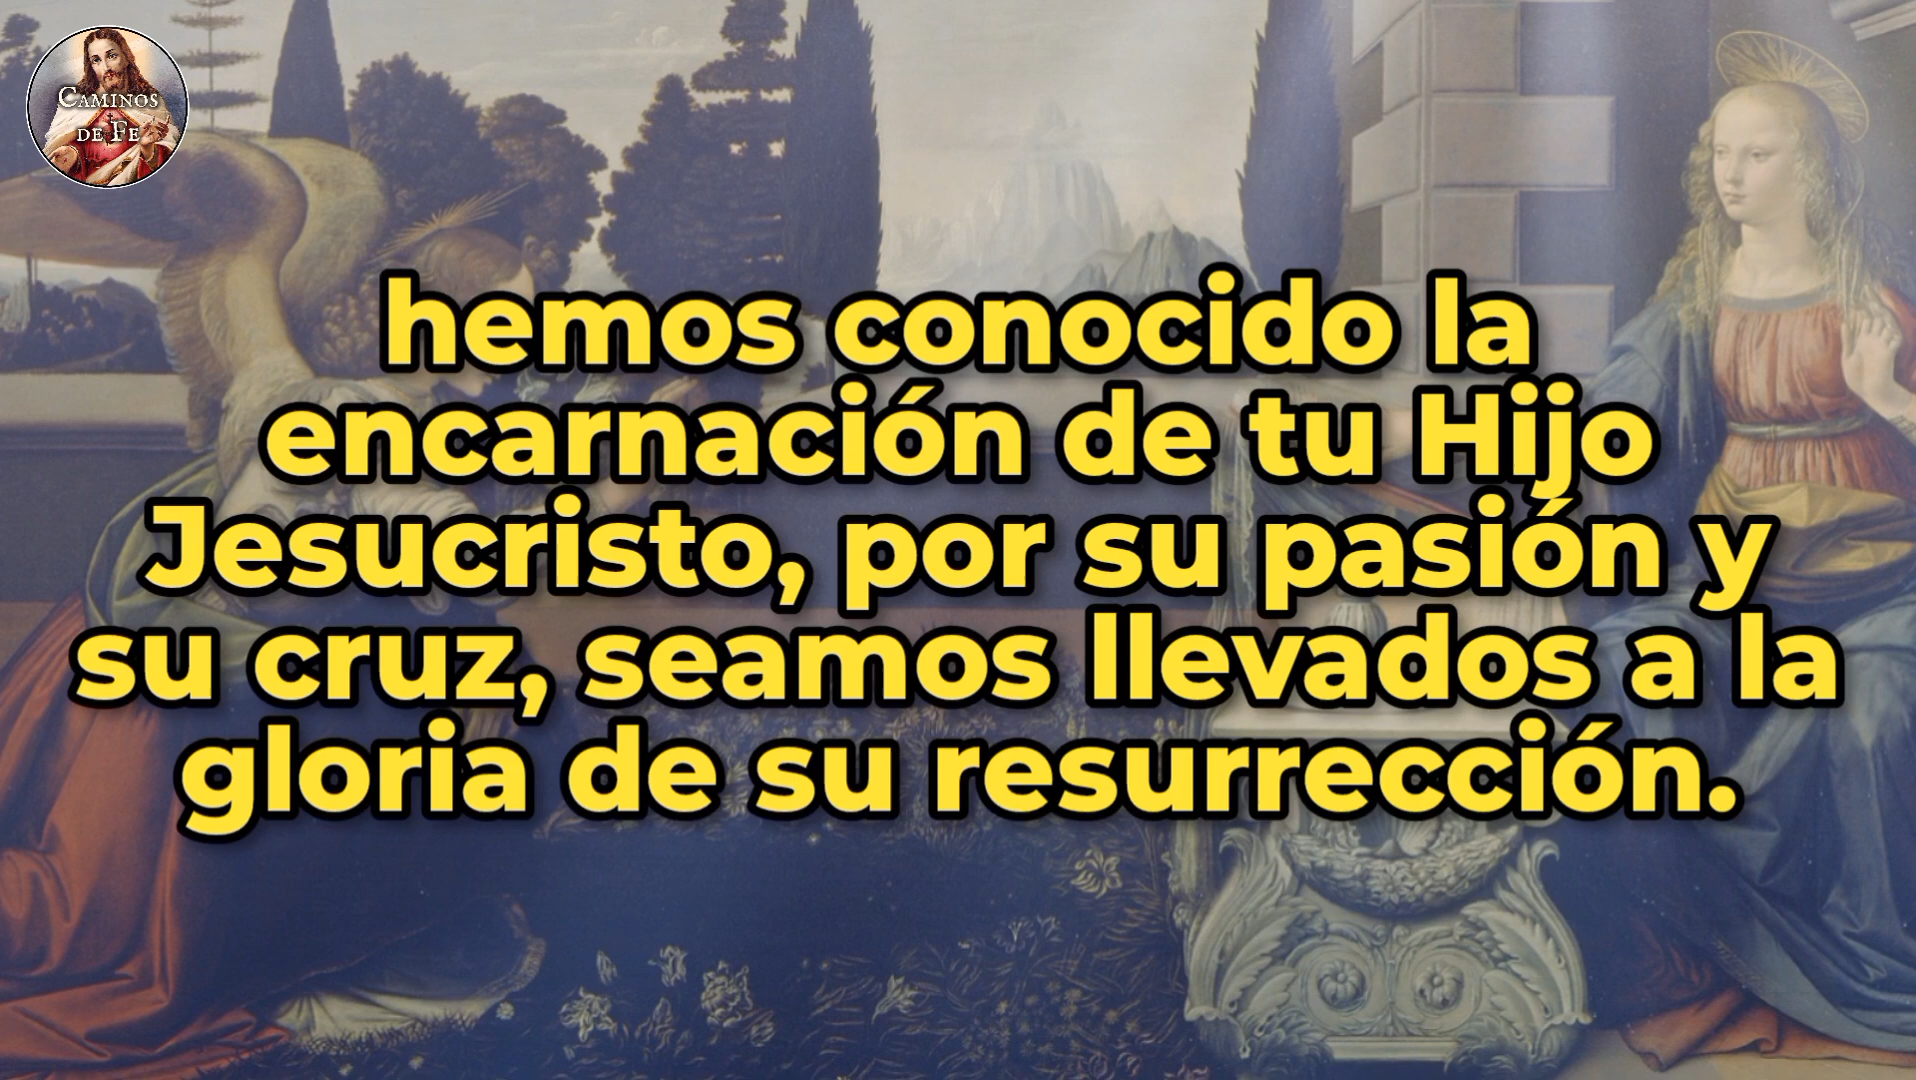 CAMINOS
DE FE
hemos conocido la
encarnación de tu Hijo
Jesucristo, por su pasión y
su cruz, seamos llevados a la
gloria de su resurrección.